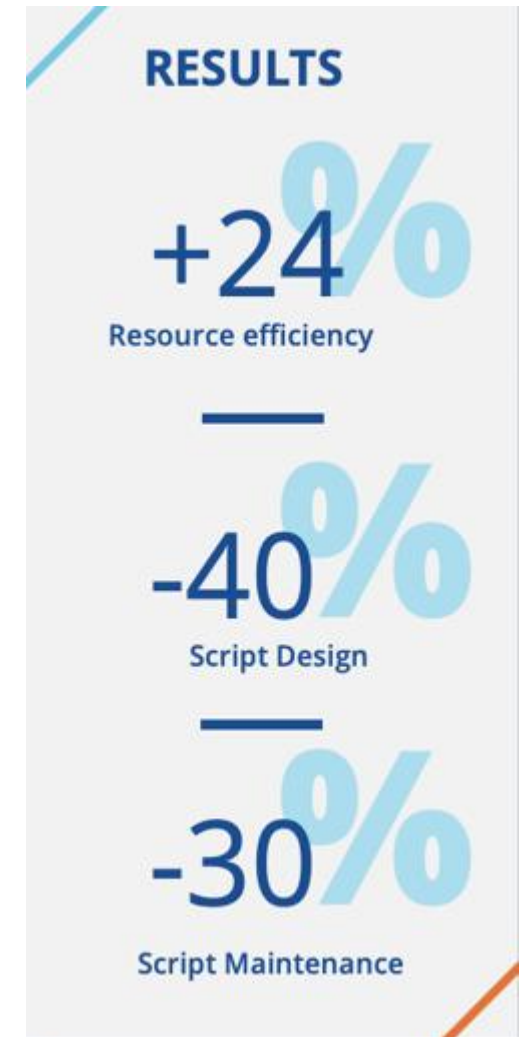 RESULTS
+24%
Resource efficiency
-40%
Script Design
-30%
Script Maintenance